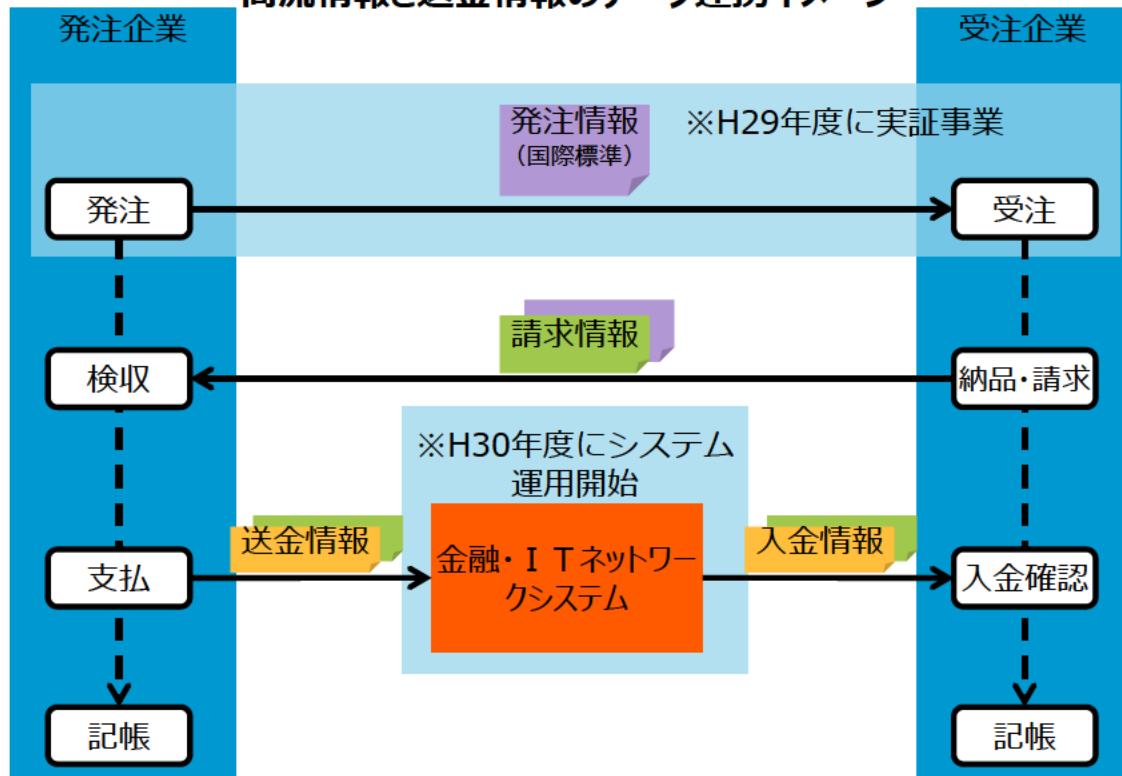 発注企業
受注企業
発注情報
（国際標準）
※H29年度に実証事業
発注
受注
請求情報
検収
納品・請求
※H30年度にシステム
運用開始
送金情報
入金情報
支払
金融・ＩＴネットワー
クシステム
入金確認
記帳
記帳